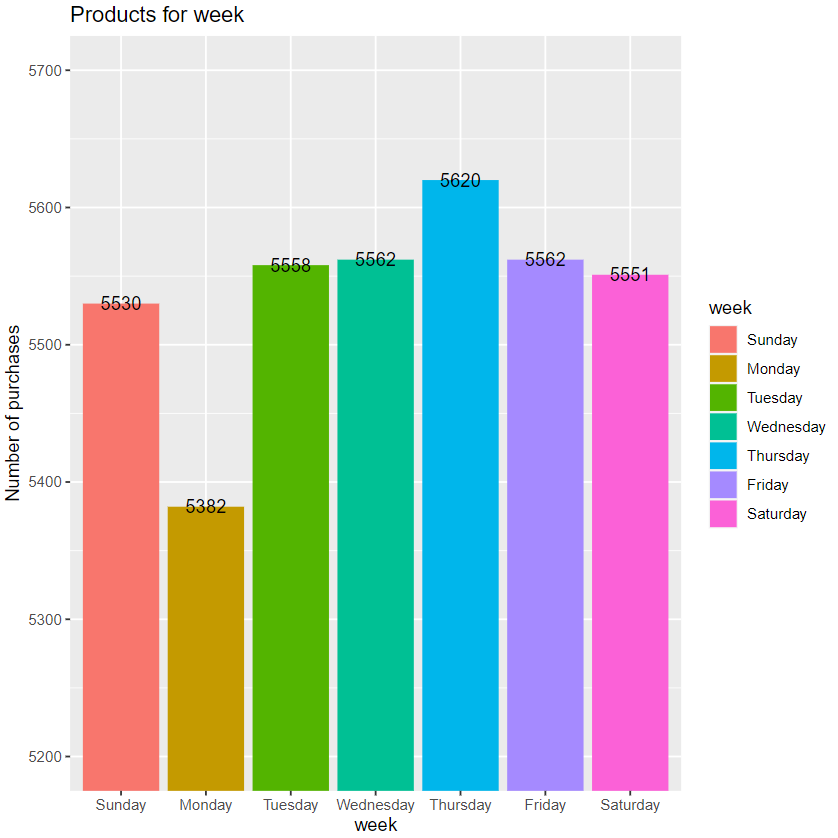 Products for week
Number of purchases
5700
5600
5500
5400
5300
5200
5530
5382
5558
5562
5620
5562
5551
Sunday
Monday
Tuesday
Wednesday
Thursday
Friday
Saturday
week
week
Sunday
Monday
Tuesday
Wednesday
Thursday
Friday
Saturday